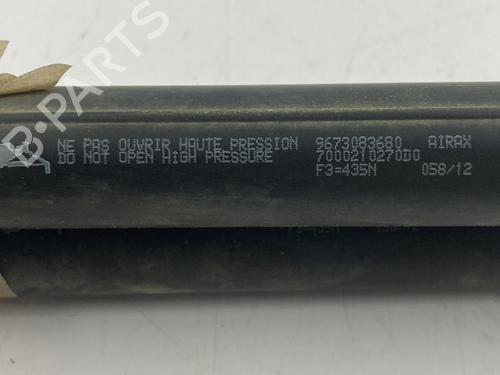 NE PAS OUVRIR HAUTE PRESSION 9673083680 AIRAX
DO NOT OPEN HIGH PRESSURE 7000210270D0
F3=435N 058/12
B-PARTS